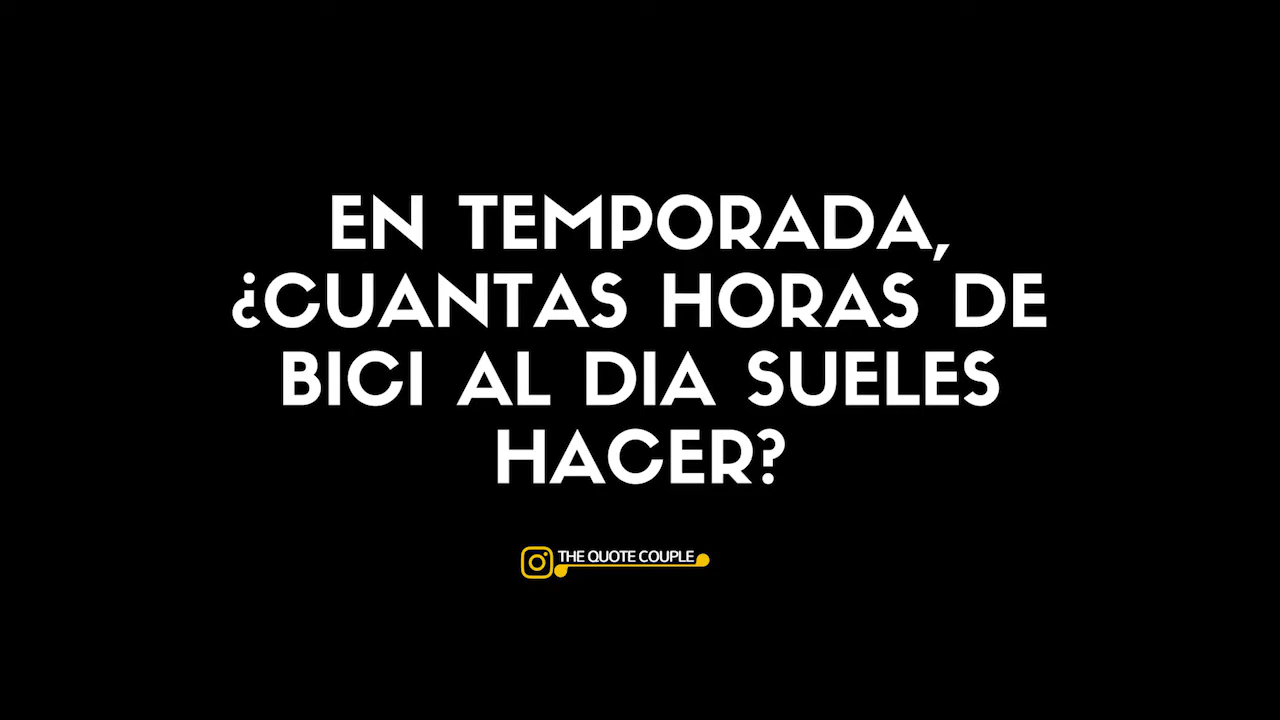 EN TEMPORADA,
¿CUANTAS HORAS DE
BICI AL DIA SUELES
HACER?
THE QUOTE COUPLE